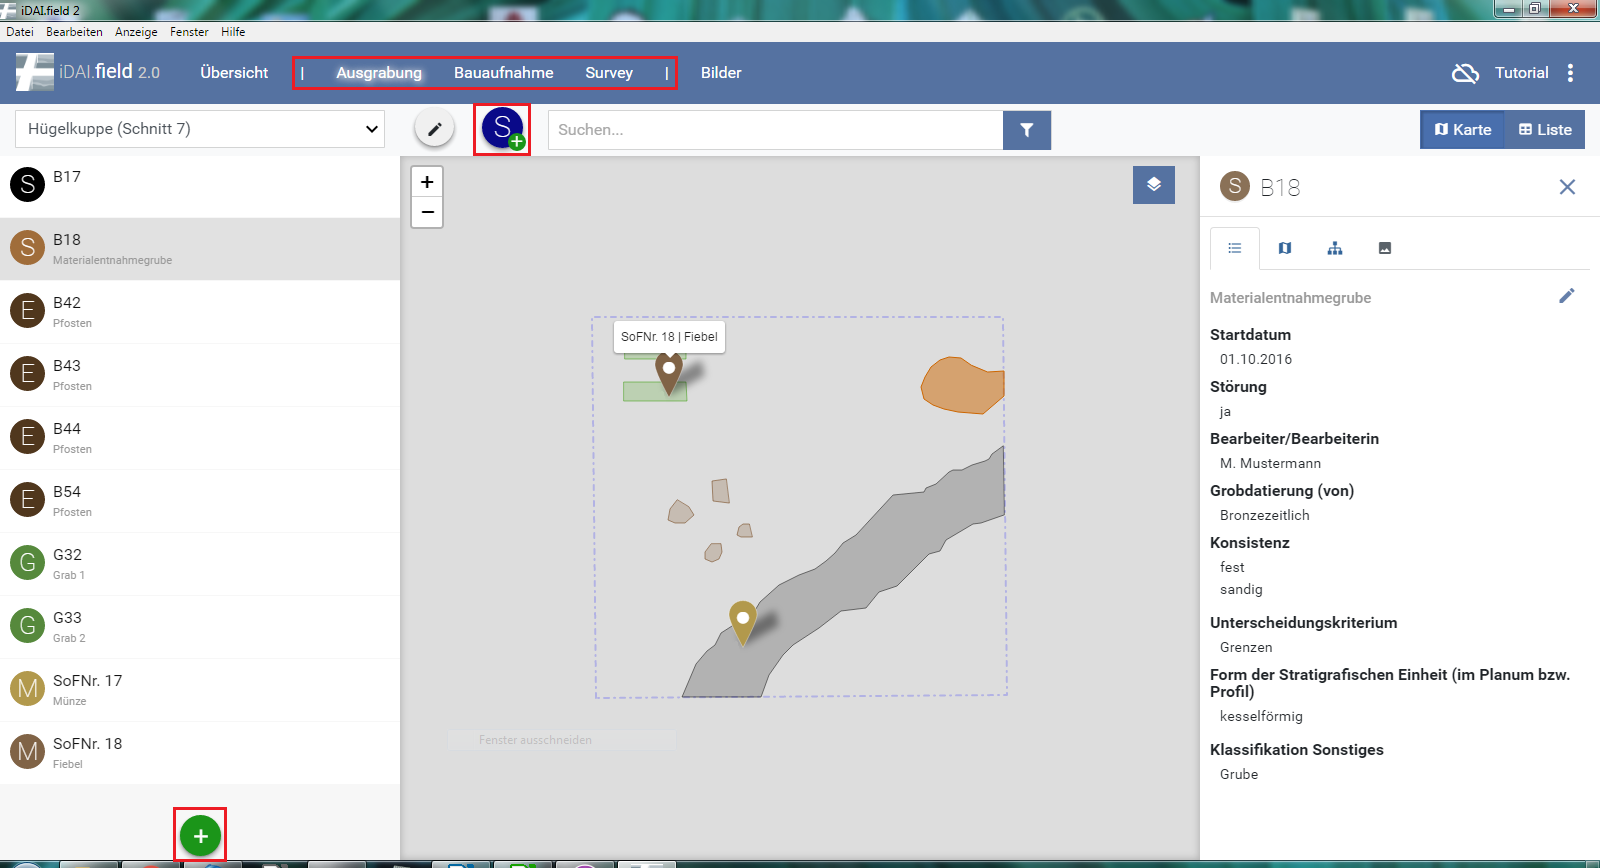 iDAI.field 2
Datei Bearbeiten Anzeige Fenster Hilfe
iDAI.field 2.0 Übersicht | Ausgrabung Bauaufnahme Survey | Bilder Tutorial
Hügelkuppe (Schnitt 7) S Suchen... Karte Liste
S B17
S B18
Materialentnahmegrube
E B42
Pfosten
E B43
Pfosten
E B44
Pfosten
E B54
Pfosten
G G32
Grab 1
G G33
Grab 2
M SoFNr. 17
Münze
M SoFNr. 18
Fiebel
+
+
−
SoFNr. 18 | Fiebel
Fenster ausschneiden
S B18
Materialentnahmegrube
Startdatum
01.10.2016
Störung
ja
Bearbeiter/Bearbeiterin
M. Mustermann
Grobdatierung (von)
Bronzezeitlich
Konsistenz
fest
sandig
Unterscheidungskriterium
Grenzen
Form der Stratigrafischen Einheit (im Planum bzw.
Profil)
kesselförmig
Klassifikation Sonstiges
Grube